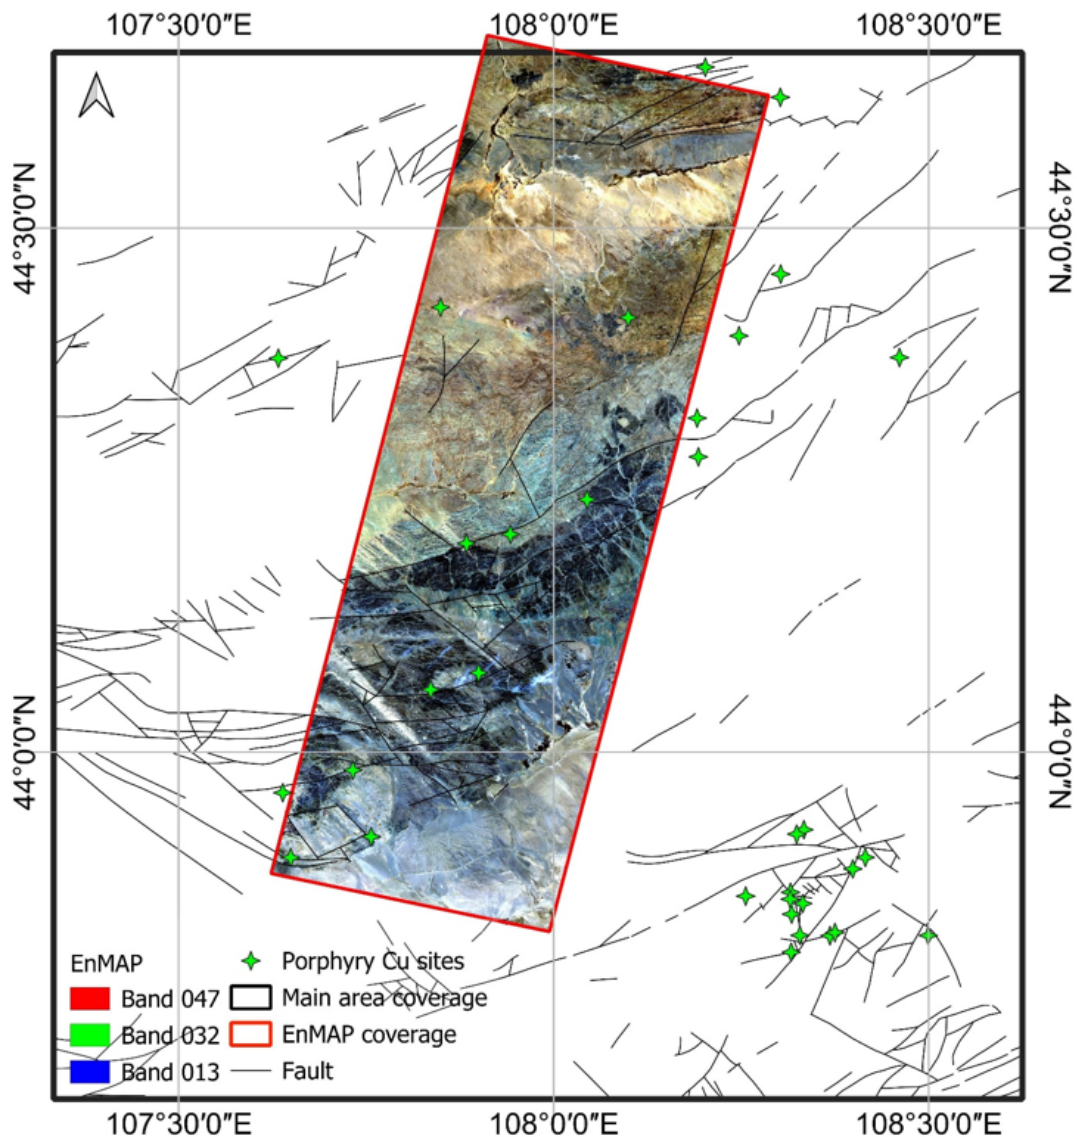 107°30′0″E 108°0′0″E 108°30′0″E
44°30′0″N 44°30′0″N
44°0′0″N 44°0′0″N
EnMAP
Band 047
Band 032
Band 013
Porphyry Cu sites
Main area coverage
EnMAP coverage
Fault
107°30′0″E 108°0′0″E 108°30′0″E